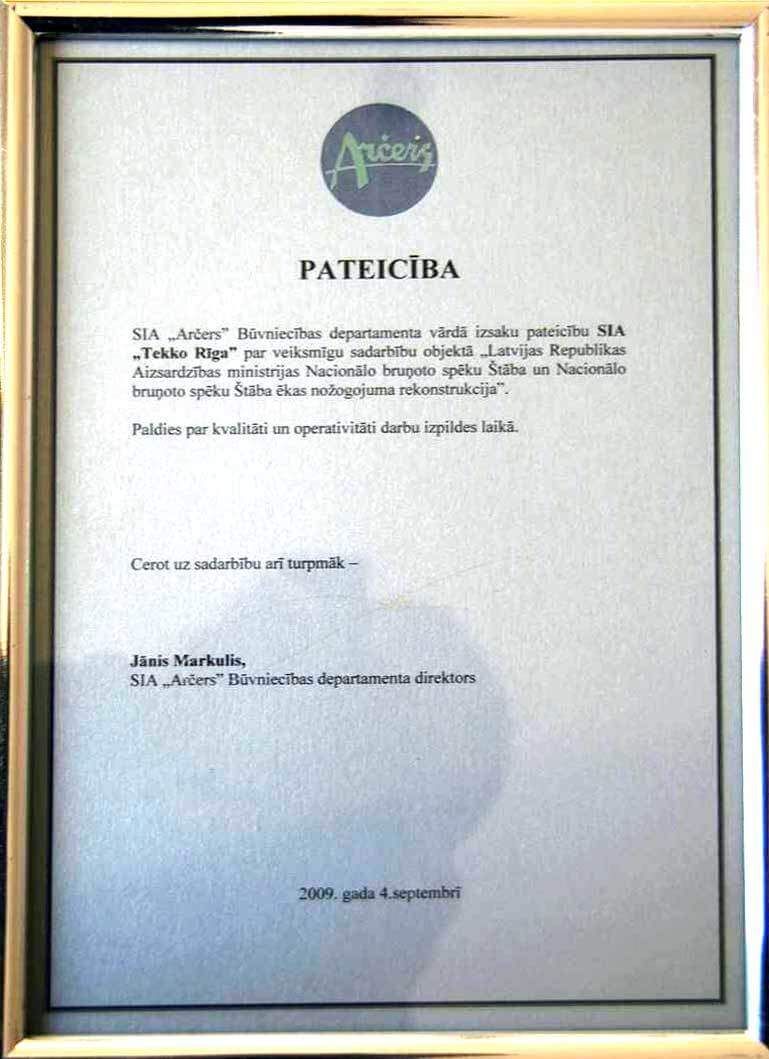 Arčers
PATEICĪBA
SIA „Arčers” Būvniecības departamenta vārdā izsaku pateicību SIA
„Tekko Rīga” par veiksmīgu sadarbību objektā „Latvijas Republikas
Aizsardzības ministrijas Nacionālo bruņoto spēku Štāba un Nacionālo
bruņoto spēku Štāba ēkas nožogojuma rekonstrukcija”.
Paldies par kvalitāti un operativitāti darbu izpildes laikā.
Cerot uz sadarbību arī turpmāk –
Jānis Markulis,
SIA „Arčers” Būvniecības departamenta direktors
2009. gada 4.septembrī